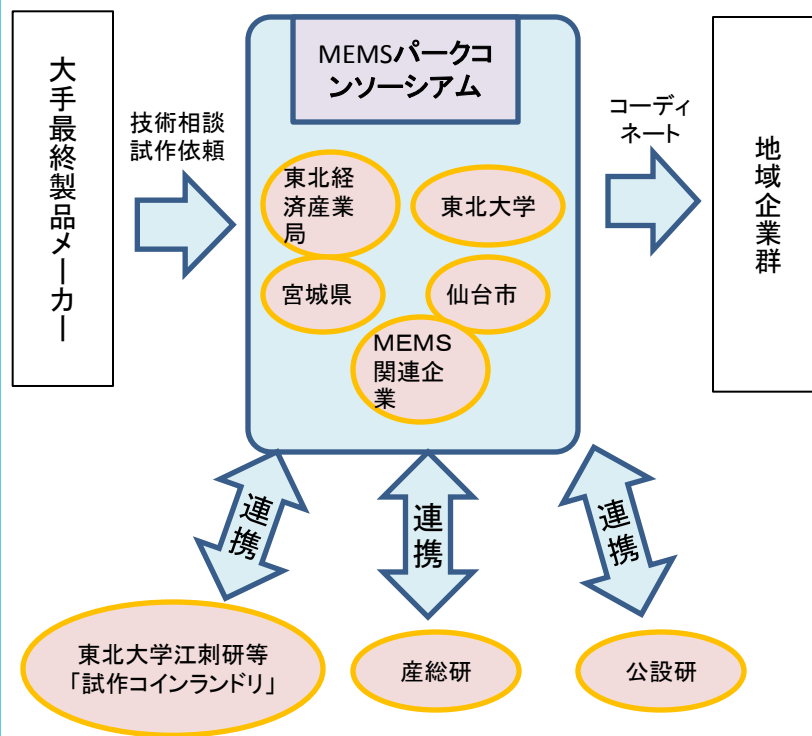 大手最終製品メーカー
技術相談
試作依頼
MEMSパークコ
ンソーシアム
東北経
済産業
局
東北大学
宮城県
仙台市
MEMS
関連企
業
コーディ
ネート
地域企業群
連携
連携
連携
東北大学江刺研等
「試作コインランドリ」
産総研
公設研